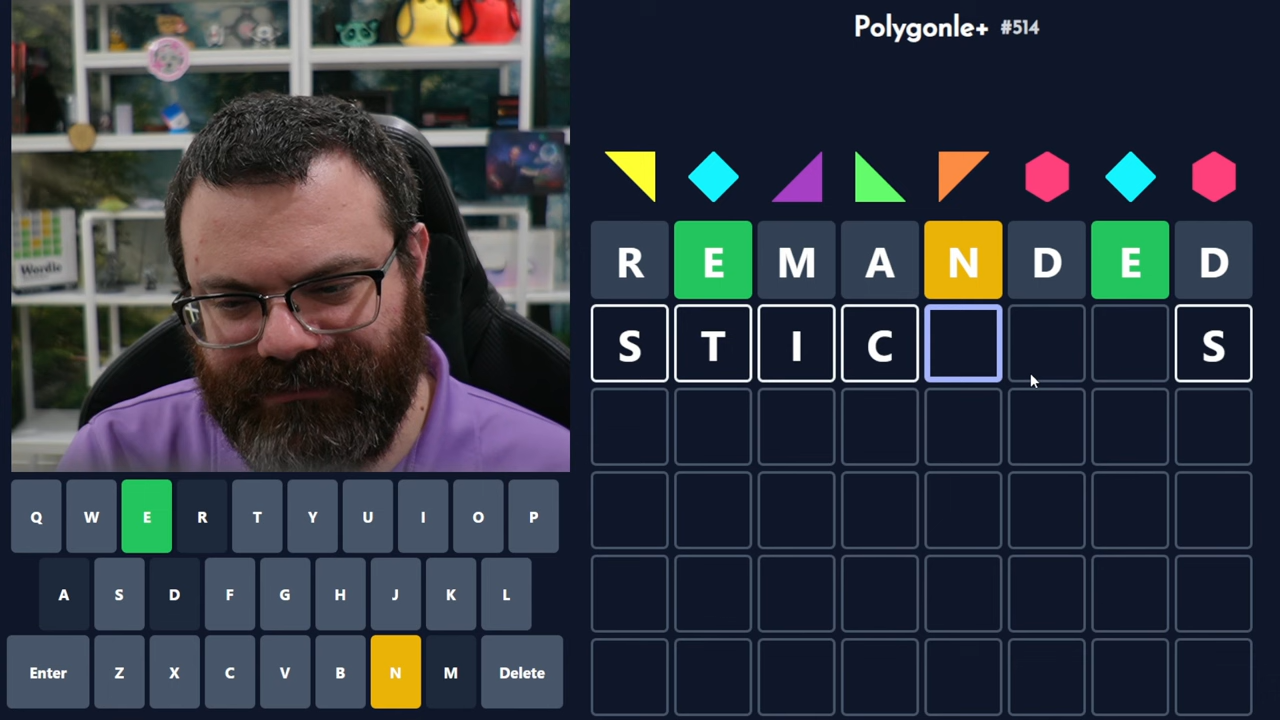 Polygonle+ #514
R E M A N D E D
S T I C S
Wordle
Q W E R T Y U I O P
A S D F G H J K L
Enter Z X C V B N M Delete